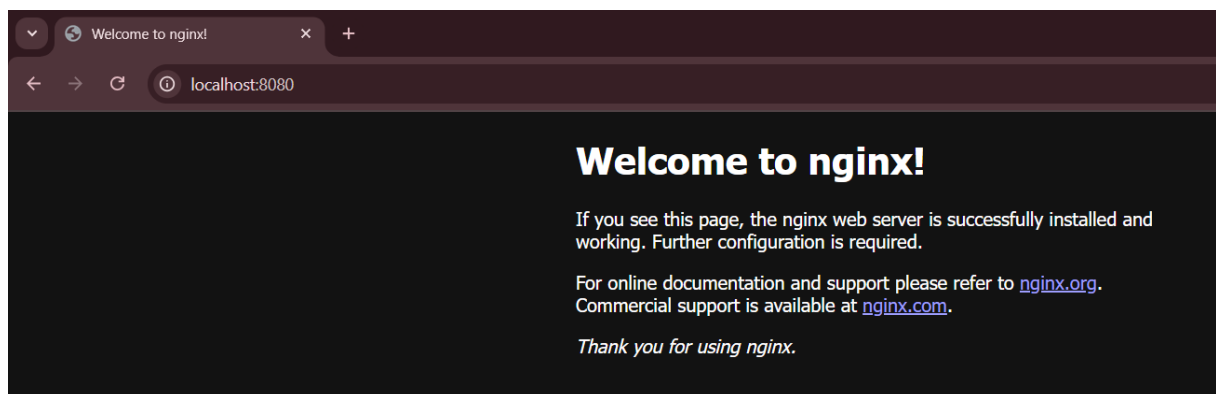 Welcome to nginx!
localhost:8080
Welcome to nginx!
If you see this page, the nginx web server is successfully installed and
working. Further configuration is required.
For online documentation and support please refer to nginx.org.
Commercial support is available at nginx.com.
Thank you for using nginx.